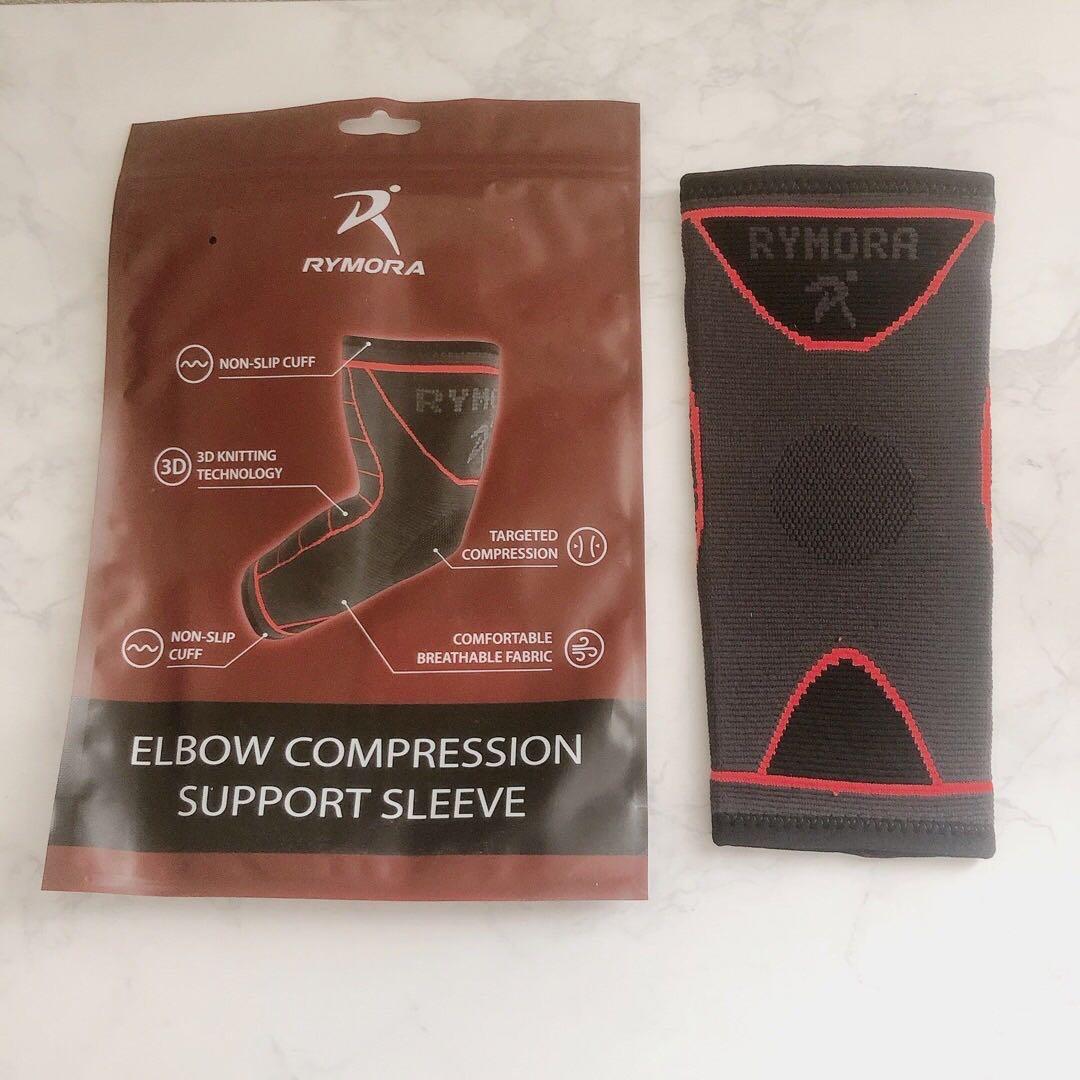 RYMORA
NON-SLIP CUFF
RYM
3D
3D KNITTING
TECHNOLOGY
TARGETED
COMPRESSION
NON-SLIP
CUFF
COMFORTABLE
BREATHABLE FABRIC
ELBOW COMPRESSION
SUPPORT SLEEVE
RYMORA